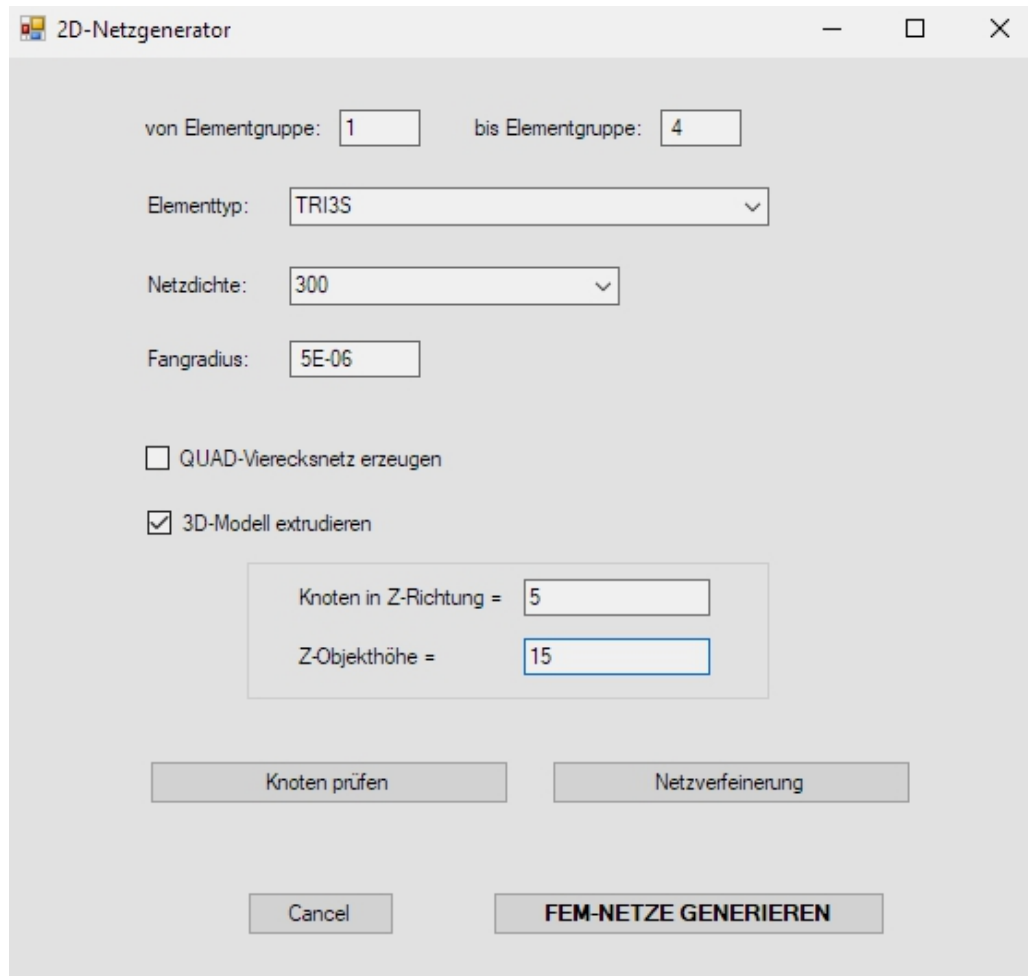 2D-Netzgenerator
von Elementgruppe: 1 bis Elementgruppe: 4
Elementtyp: TRI3S
Netzdichte: 300
Fangradius: 5E-06
QUAD-Vierecksnetz erzeugen
3D-Modell extrudieren
Knoten in Z-Richtung = 5
Z-Objekthöhe = 15
Knoten prüfen Netzverfeinerung
Cancel FEM-NETZE GENERIEREN